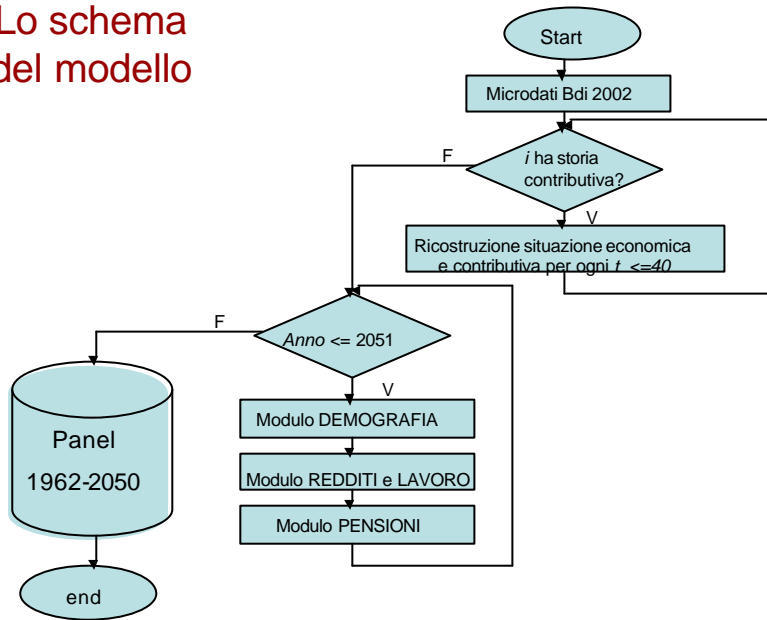 Lo schema
del modello
Start
Microdati Bdi 2002
F
i ha storia
contributiva?
V
Ricostruzione situazione economica
e contributiva per ogni t <=40
F
Anno <= 2051
V
Modulo DEMOGRAFIA
Panel
1962-2050
Modulo REDDITI e LAVORO
Modulo PENSIONI
end